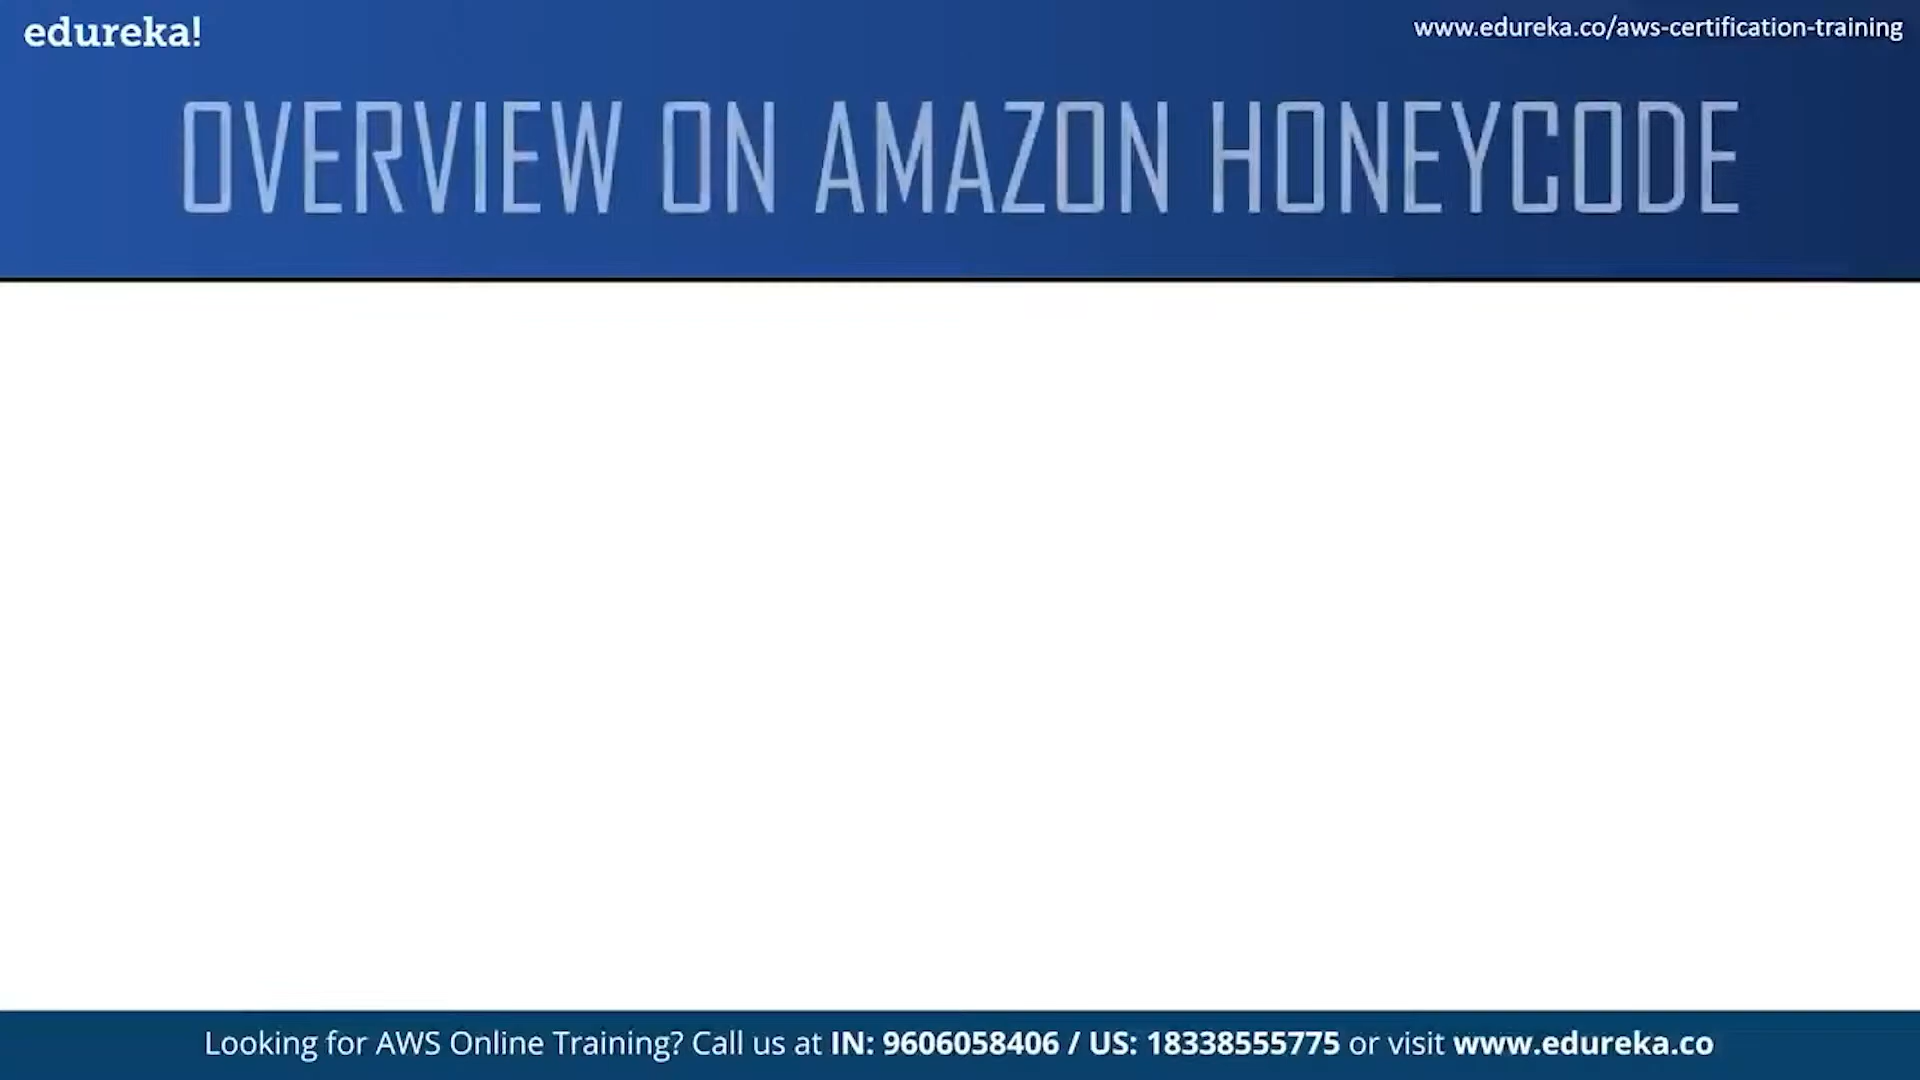 edureka!
www.edureka.co/aws-certification-training
OVERVIEW ON AMAZON HONEYCODE
Looking for AWS Online Training? Call us at IN: 9606058406 / US: 18338555775 or visit www.edureka.co